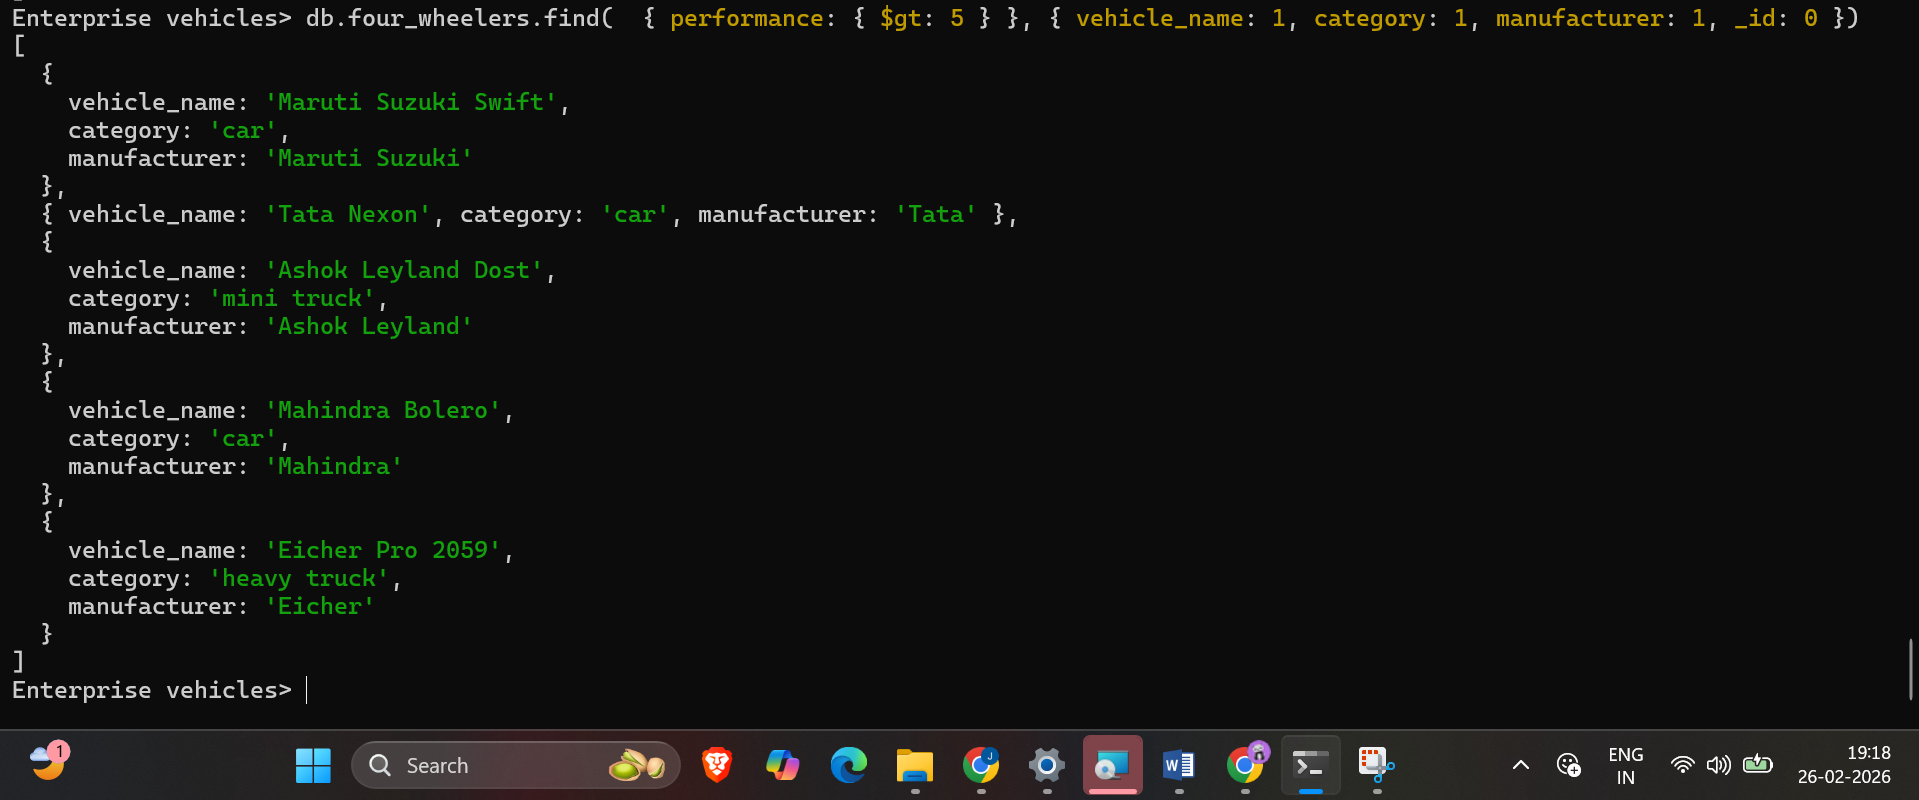 Enterprise vehicles> db.four_wheelers.find(  { performance: { $gt: 5 } }, { vehicle_name: 1, category: 1, manufacturer: 1, _id: 0 })
[
  {
    vehicle_name: 'Maruti Suzuki Swift',
    category: 'car',
    manufacturer: 'Maruti Suzuki'
  },
  { vehicle_name: 'Tata Nexon', category: 'car', manufacturer: 'Tata' },
  {
    vehicle_name: 'Ashok Leyland Dost',
    category: 'mini truck',
    manufacturer: 'Ashok Leyland'
  },
  {
    vehicle_name: 'Mahindra Bolero',
    category: 'car',
    manufacturer: 'Mahindra'
  },
  {
    vehicle_name: 'Eicher Pro 2059',
    category: 'heavy truck',
    manufacturer: 'Eicher'
  }
]
Enterprise vehicles>
1
Search
J
W
ENG
IN
19:18
26-02-2026